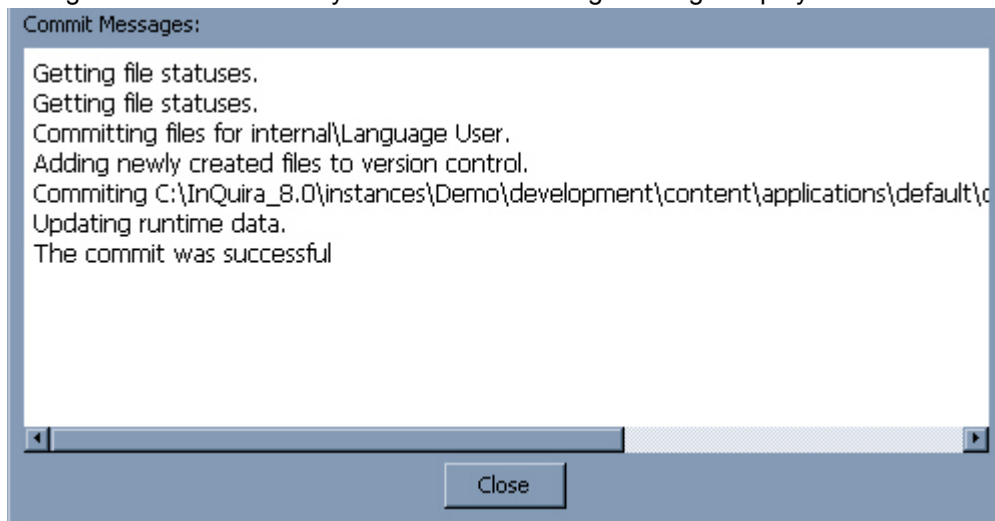 Commit Messages:
Getting file statuses.
Getting file statuses.
Committing files for internal\Language User.
Adding newly created files to version control.
Commiting C:\InQuira_8.0\instances\Demo\development\content\applications\default\
Updating runtime data.
The commit was successful
Close